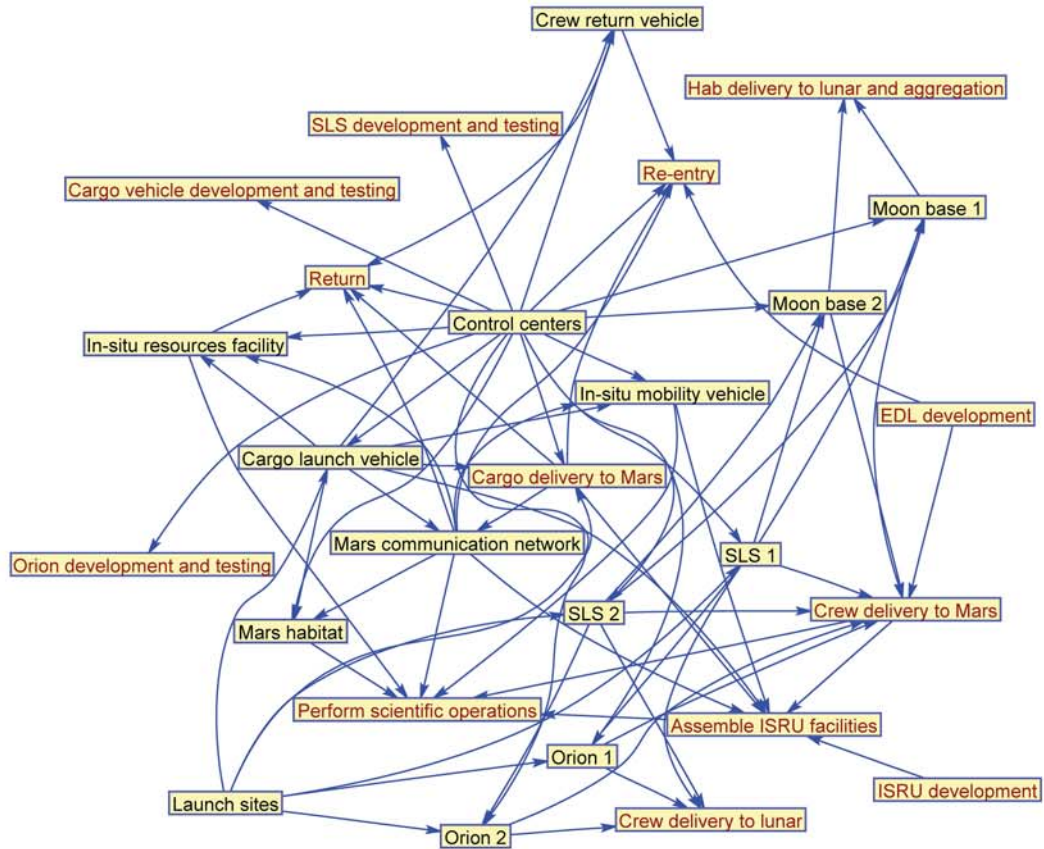 Crew return vehicle
Hab delivery to lunar and aggregation
SLS development and testing
Re-entry
Cargo vehicle development and testing
Moon base 1
Return
Moon base 2
Control centers
In-situ resources facility
In-situ mobility vehicle
EDL development
Cargo launch vehicle
Cargo delivery to Mars
Mars communication network
SLS 1
Orion development and testing
SLS 2
Crew delivery to Mars
Mars habitat
Perform scientific operations
Assemble ISRU facilities
Orion 1
ISRU development
Launch sites
Crew delivery to lunar
Orion 2